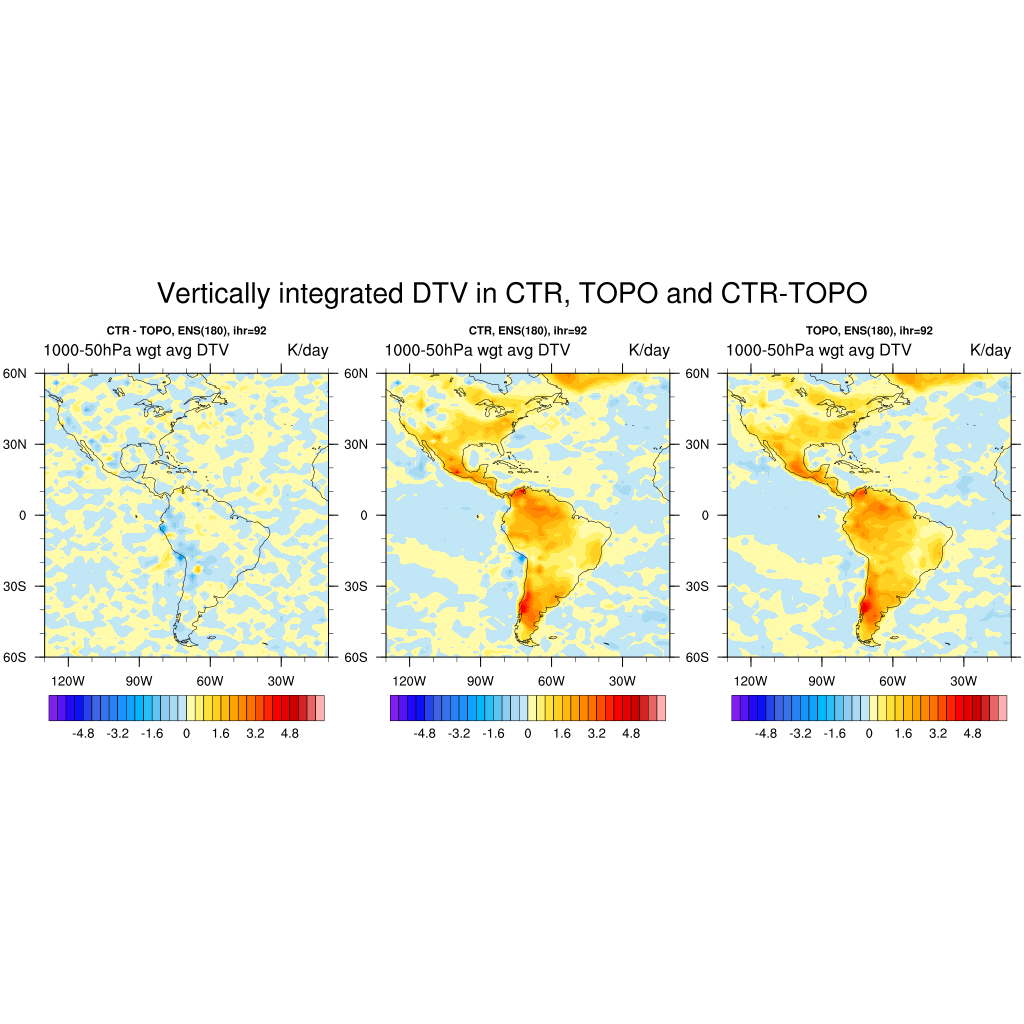 Vertically integrated DTV in CTR, TOPO and CTR-TOPO
CTR - TOPO, ENS(180), ihr=92
1000-50hPa wgt avg DTV K/day
60N
30N
0
30S
60S
120W 90W 60W 30W
-4.8 -3.2 -1.6 0 1.6 3.2 4.8
CTR, ENS(180), ihr=92
1000-50hPa wgt avg DTV K/day
60N
30N
0
30S
60S
120W 90W 60W 30W
-4.8 -3.2 -1.6 0 1.6 3.2 4.8
TOPO, ENS(180), ihr=92
1000-50hPa wgt avg DTV K/day
60N
30N
0
30S
60S
120W 90W 60W 30W
-4.8 -3.2 -1.6 0 1.6 3.2 4.8